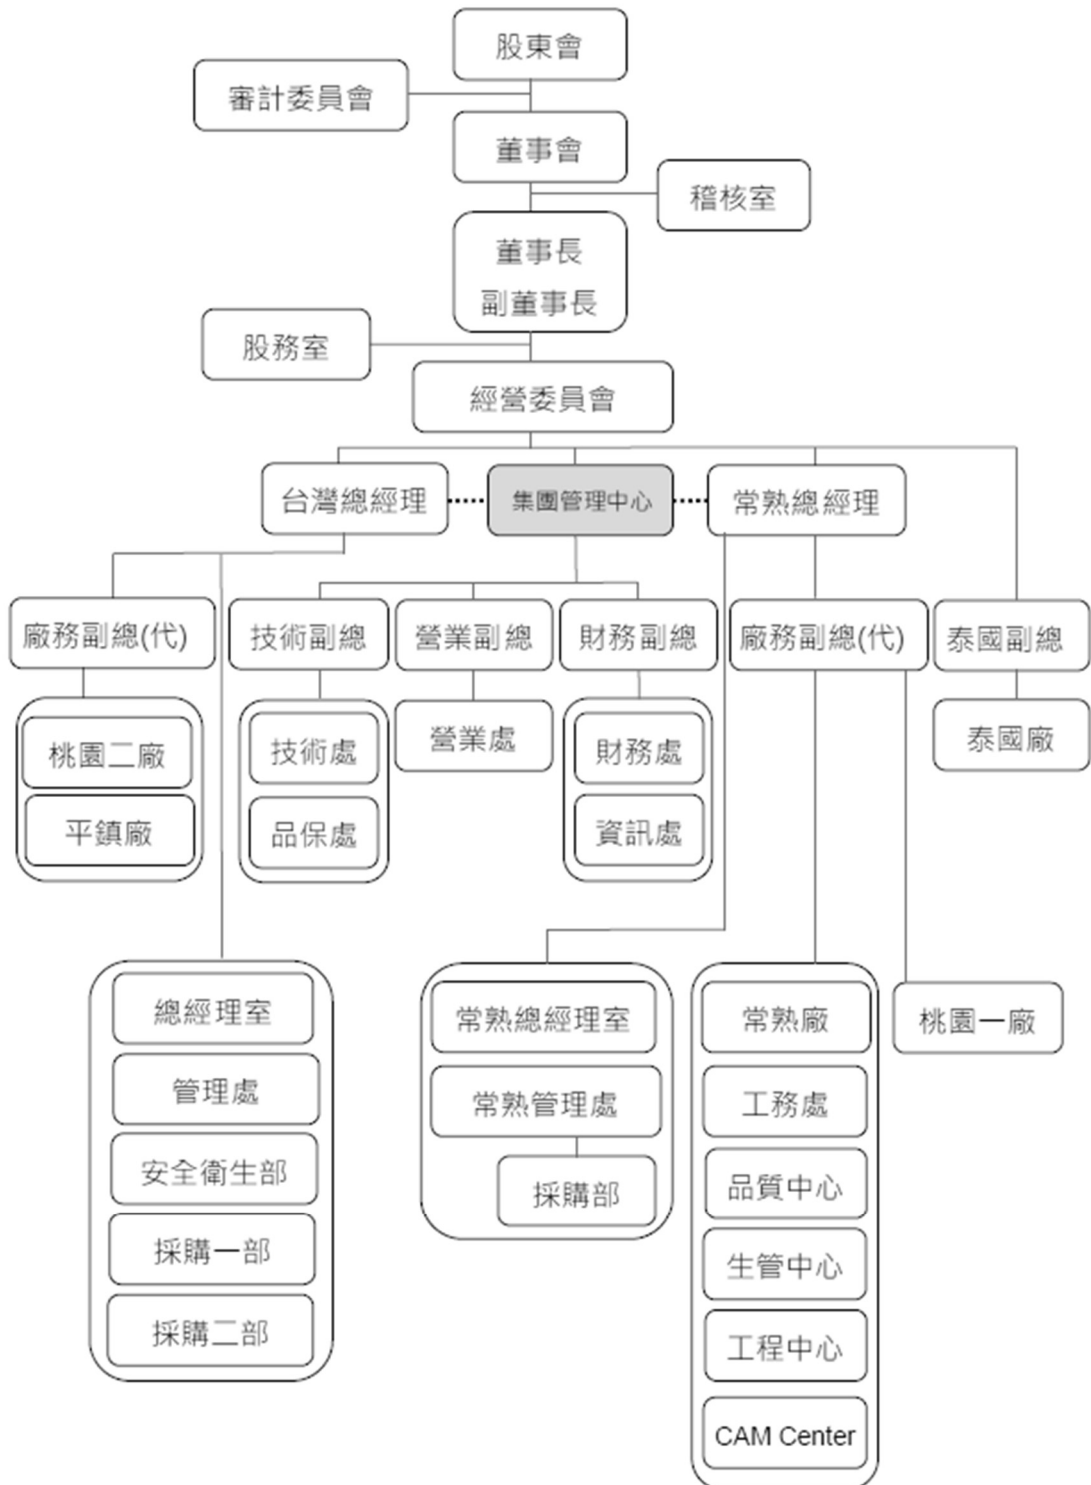 股東會
審計委員會
董事會
稽核室
董事長
副董事長
股務室
經營委員會
台灣總經理
集團管理中心
常熟總經理
廠務副總(代)
技術副總
營業副總
財務副總
廠務副總(代)
泰國副總
桃園二廠
平鎮廠
技術處
品保處
營業處
財務處
資訊處
泰國廠
總經理室
管理處
安全衛生部
採購一部
採購二部
常熟總經理室
常熟管理處
採購部
常熟廠
工務處
品質中心
生管中心
工程中心
CAM Center
桃園一廠